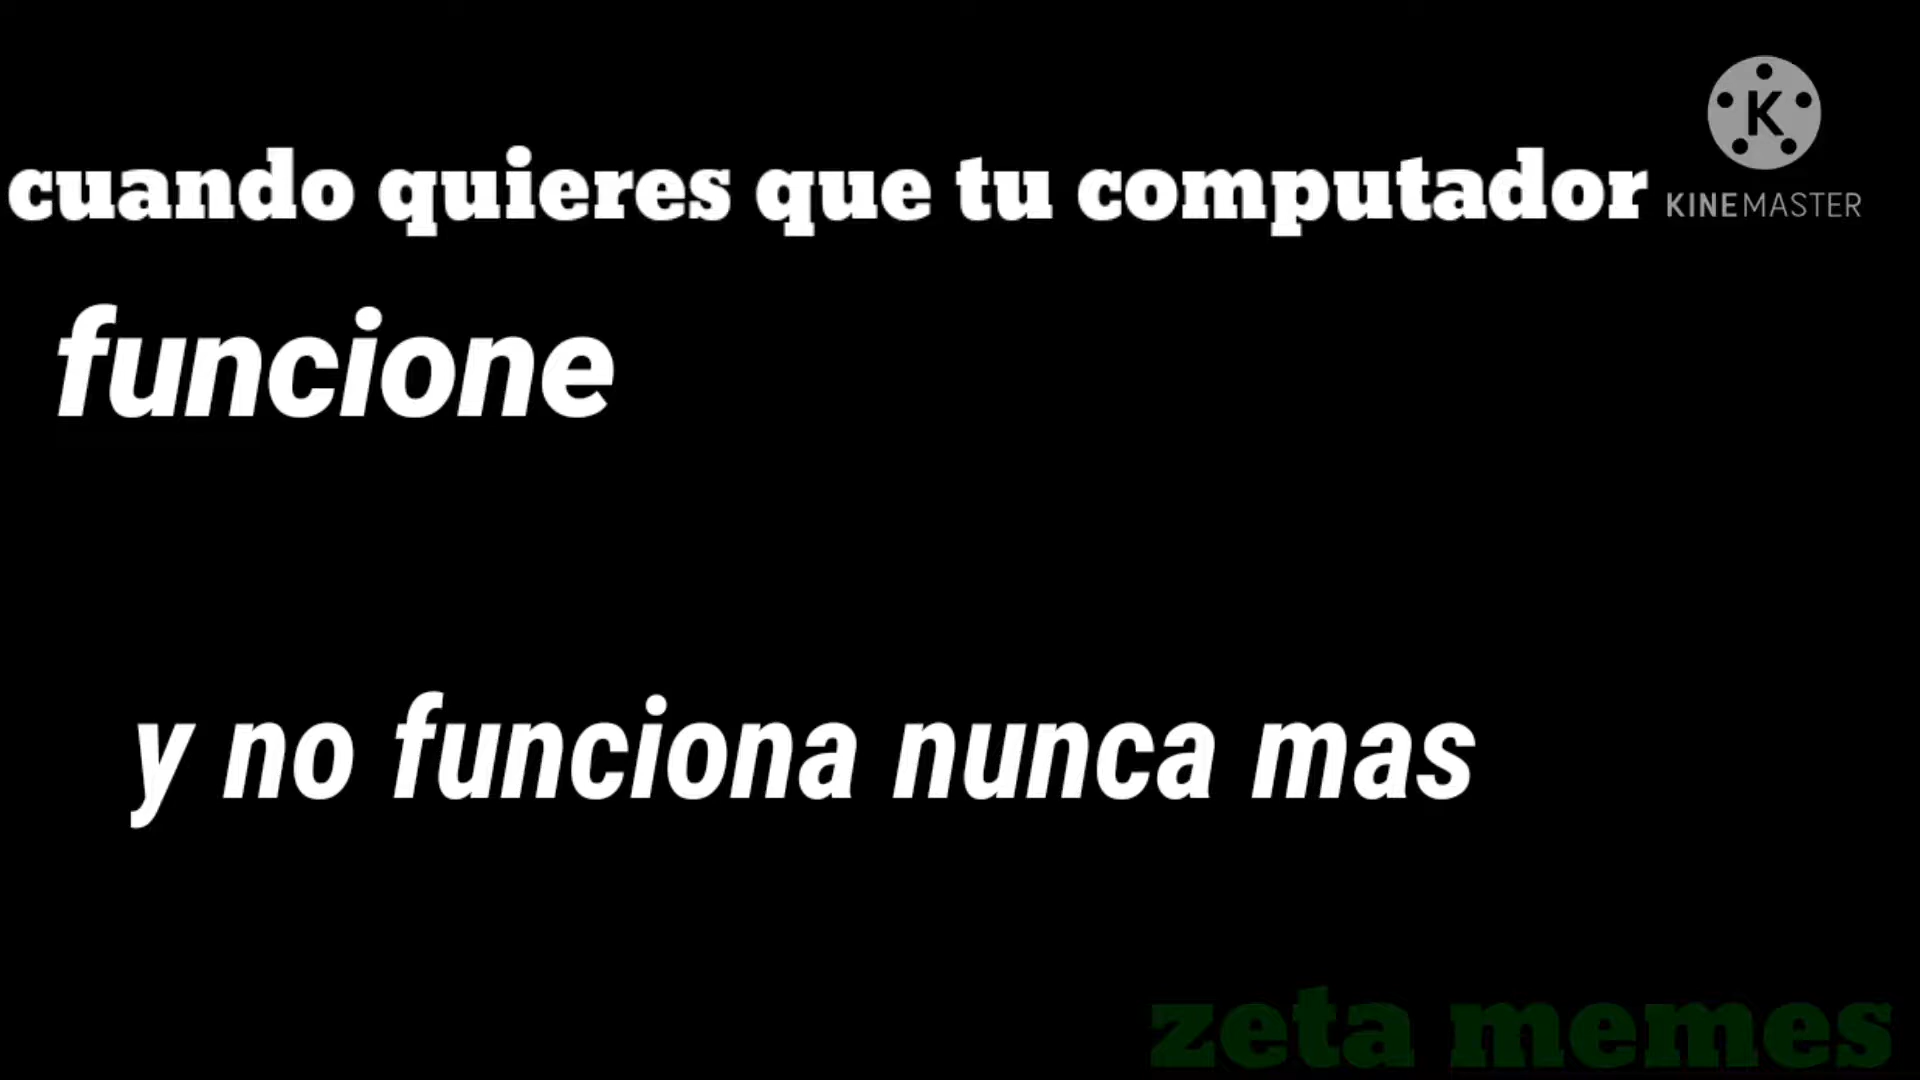 cuando quieres que tu computador
K
KINEMASTER
funcione
y no funciona nunca mas
zeta memes